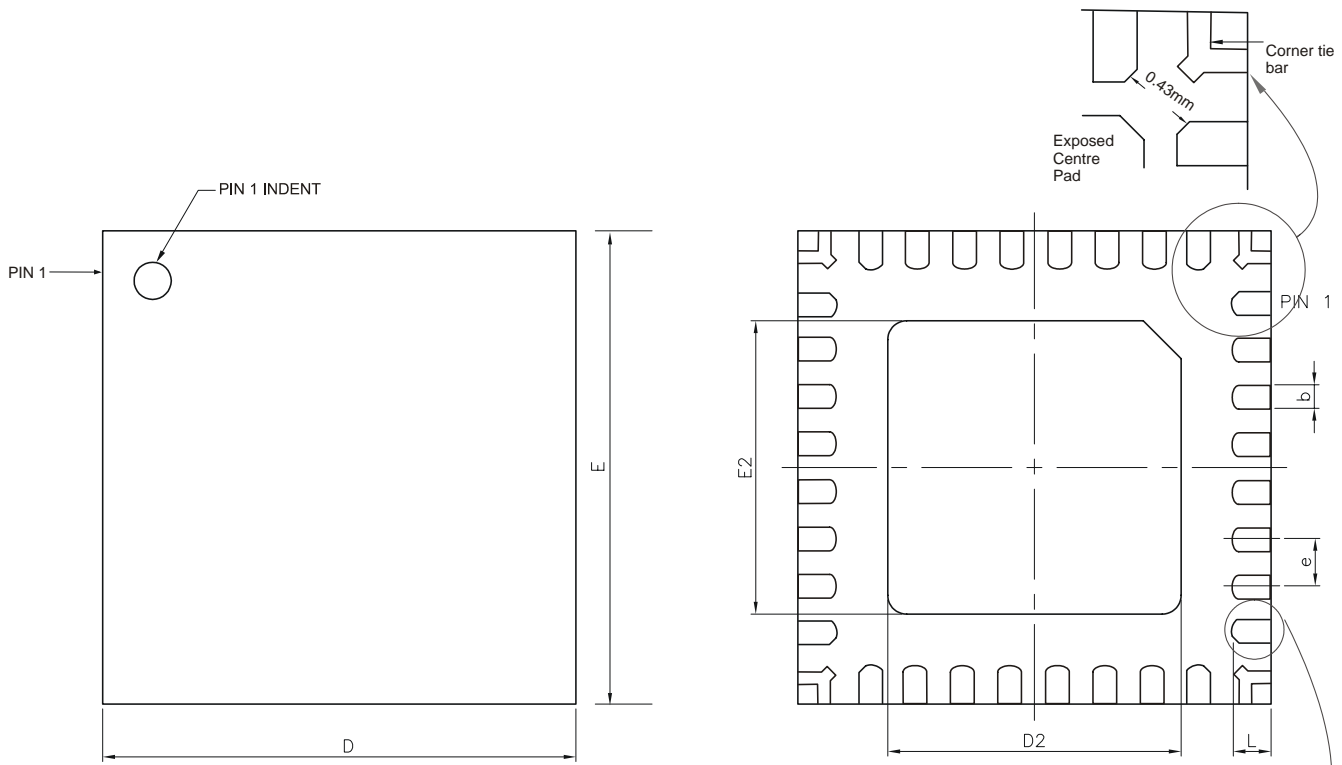 Corner tie
bar
0.43mm
Exposed
Centre
Pad
PIN 1 INDENT
PIN 1
PIN 1
b
E
E2
e
D
D2
L